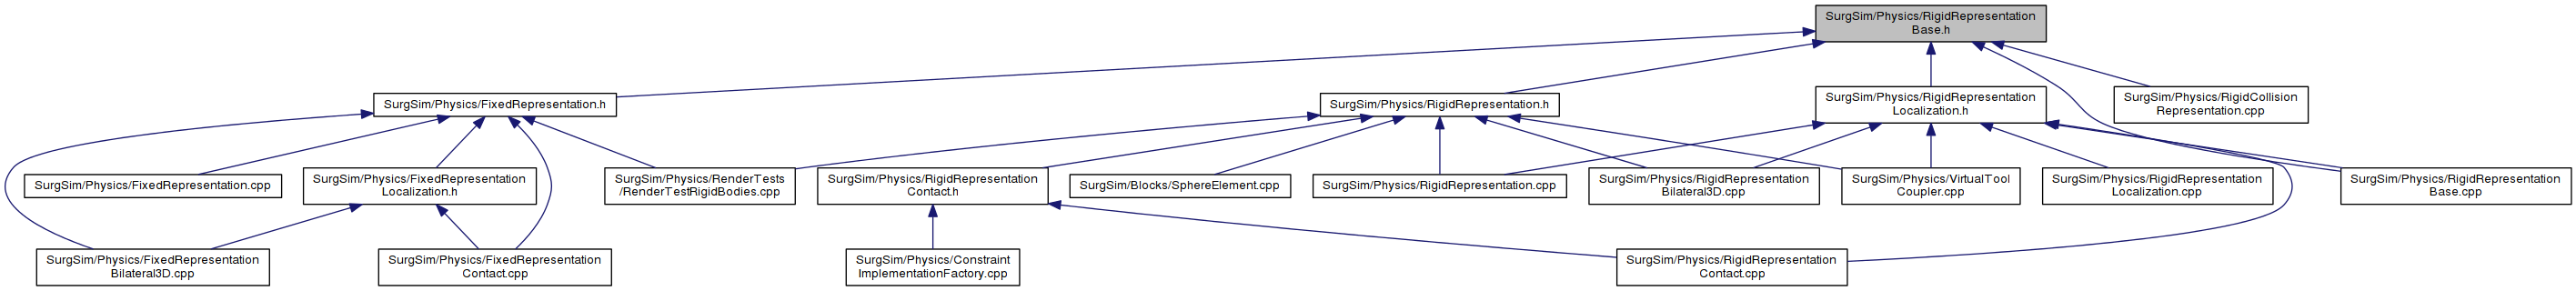 SurgSim/Physics/RigidRepresentation
Base.h
SurgSim/Physics/FixedRepresentation.h
SurgSim/Physics/RigidRepresentation.h
SurgSim/Physics/RigidRepresentation
Localization.h
SurgSim/Physics/RigidCollision
Representation.cpp
SurgSim/Physics/FixedRepresentation.cpp
SurgSim/Physics/FixedRepresentation
Localization.h
SurgSim/Physics/RenderTests
/RenderTestRigidBodies.cpp
SurgSim/Physics/RigidRepresentation
Contact.h
SurgSim/Blocks/SphereElement.cpp
SurgSim/Physics/RigidRepresentation.cpp
SurgSim/Physics/RigidRepresentation
Bilateral3D.cpp
SurgSim/Physics/VirtualTool
Coupler.cpp
SurgSim/Physics/RigidRepresentation
Localization.cpp
SurgSim/Physics/RigidRepresentation
Base.cpp
SurgSim/Physics/FixedRepresentation
Bilateral3D.cpp
SurgSim/Physics/FixedRepresentation
Contact.cpp
SurgSim/Physics/Constraint
ImplementationFactory.cpp
SurgSim/Physics/RigidRepresentation
Contact.cpp